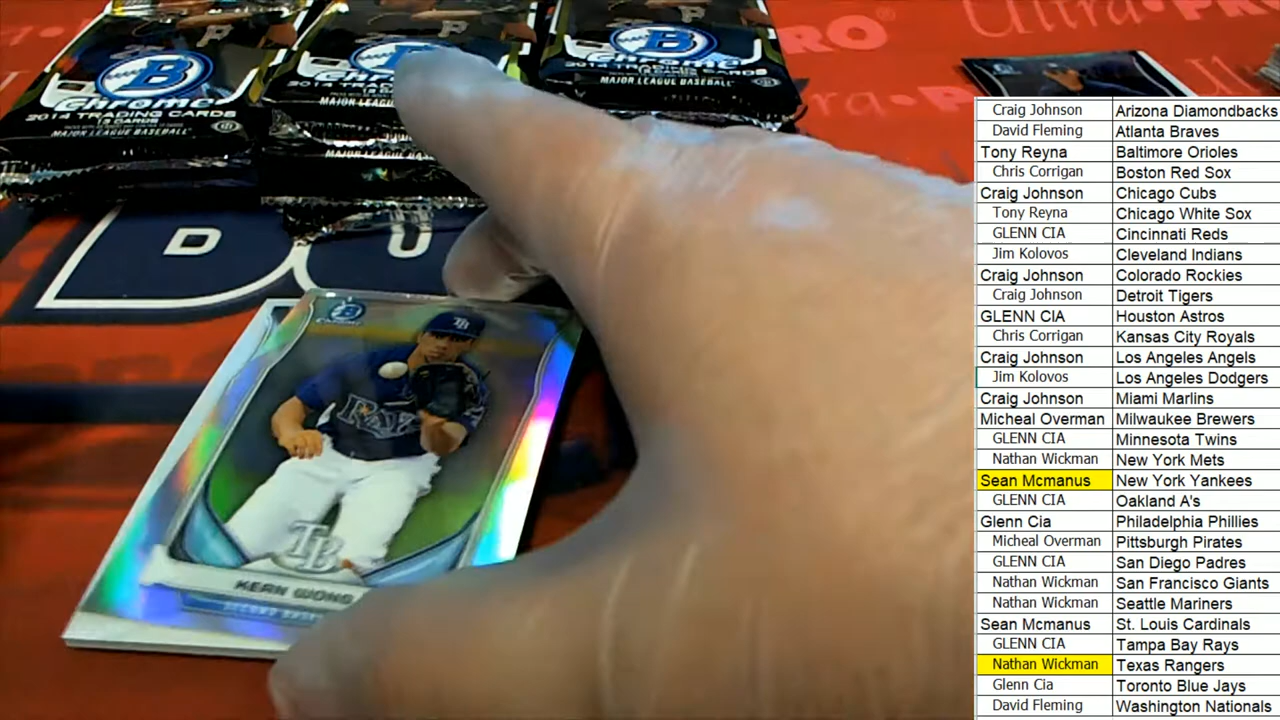 B
Chrome
2014 TRADING CARDS
MAJOR LEAGUE BASEBALL
Chrome
2014
MAJOR
MAJOR LEAGUE
B
Chrome
TRADING CARDS
MAJOR LEAGUE BASEBALL
Ultra PRO
D U
B
Chrome
TB
RAYS
TB
KEAN WONG
SECOND
Craig Johnson Arizona Diamondbacks
David Fleming Atlanta Braves
Tony Reyna Baltimore Orioles
Chris Corrigan Boston Red Sox
Craig Johnson Chicago Cubs
Tony Reyna Chicago White Sox
GLENN CIA Cincinnati Reds
Jim Kolovos Cleveland Indians
Craig Johnson Colorado Rockies
Craig Johnson Detroit Tigers
GLENN CIA Houston Astros
Chris Corrigan Kansas City Royals
Craig Johnson Los Angeles Angels
Jim Kolovos Los Angeles Dodgers
Craig Johnson Miami Marlins
Micheal Overman Milwaukee Brewers
GLENN CIA Minnesota Twins
Nathan Wickman New York Mets
Sean Mcmanus New York Yankees
GLENN CIA Oakland A's
Glenn Cia Philadelphia Phillies
Micheal Overman Pittsburgh Pirates
GLENN CIA San Diego Padres
Nathan Wickman San Francisco Giants
Nathan Wickman Seattle Mariners
Sean Mcmanus St. Louis Cardinals
GLENN CIA Tampa Bay Rays
Nathan Wickman Texas Rangers
Glenn Cia Toronto Blue Jays
David Fleming Washington Nationals